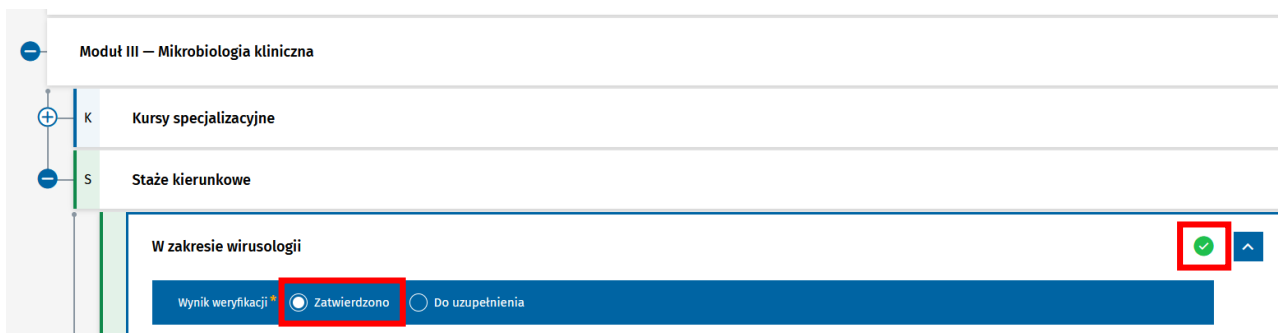 Moduł III — Mikrobiologia kliniczna
K Kursy specjalizacyjne
S Staże kierunkowe
W zakresie wirusologii
Wynik weryfikacji * Zatwierdzono Do uzupełnienia